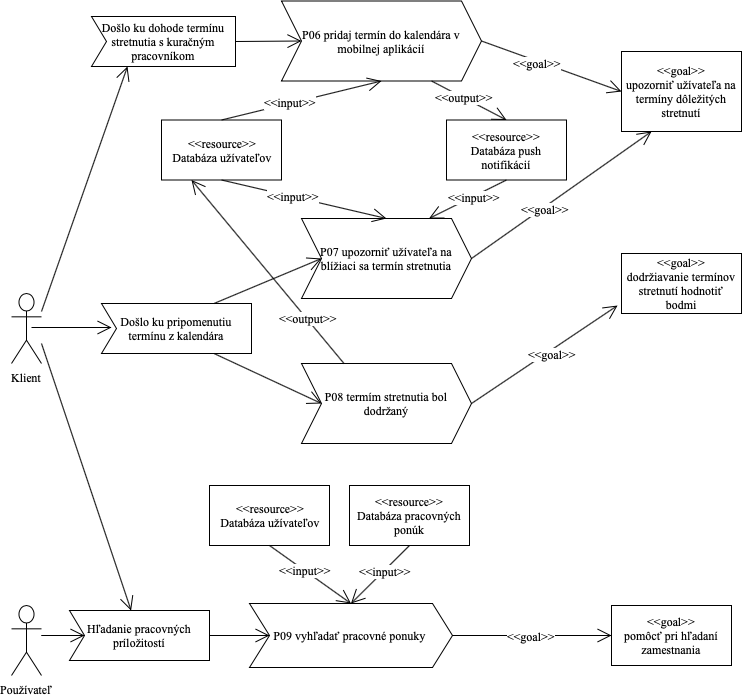 Došlo ku dohode termínu
stretnutia s kuračným
pracovníkom
P06 pridaj termín do kalendára v
mobilnej aplikácií
<<goal>>
<<goal>>
upozorniť uživateľa na
termíny dôležitých
stretnutí
<<input>>
<<output>>
<<resource>>
Databáza užívateľov
<<resource>>
Databáza push
notifikácií
<<input>>
<<input>>
<<goal>>
P07 upozorniť užívateľa na
blížiaci sa termín stretnutia
<<goal>>
dodržiavanie termínov
stretnutí hodnotiť
bodmi
Došlo ku pripomenutiu
termínu z kalendára
<<output>>
<<goal>>
Klient
P08 termím stretnutia bol
dodržaný
<<resource>>
Databáza užívateľov
<<resource>>
Databáza pracovných
ponúk
<<input>>
<<input>>
Hľadanie pracovných
príložitostí
P09 vyhľadať pracovné ponuky
<<goal>>
<<goal>>
pomôcť pri hľadaní
zamestnania
Používateľ